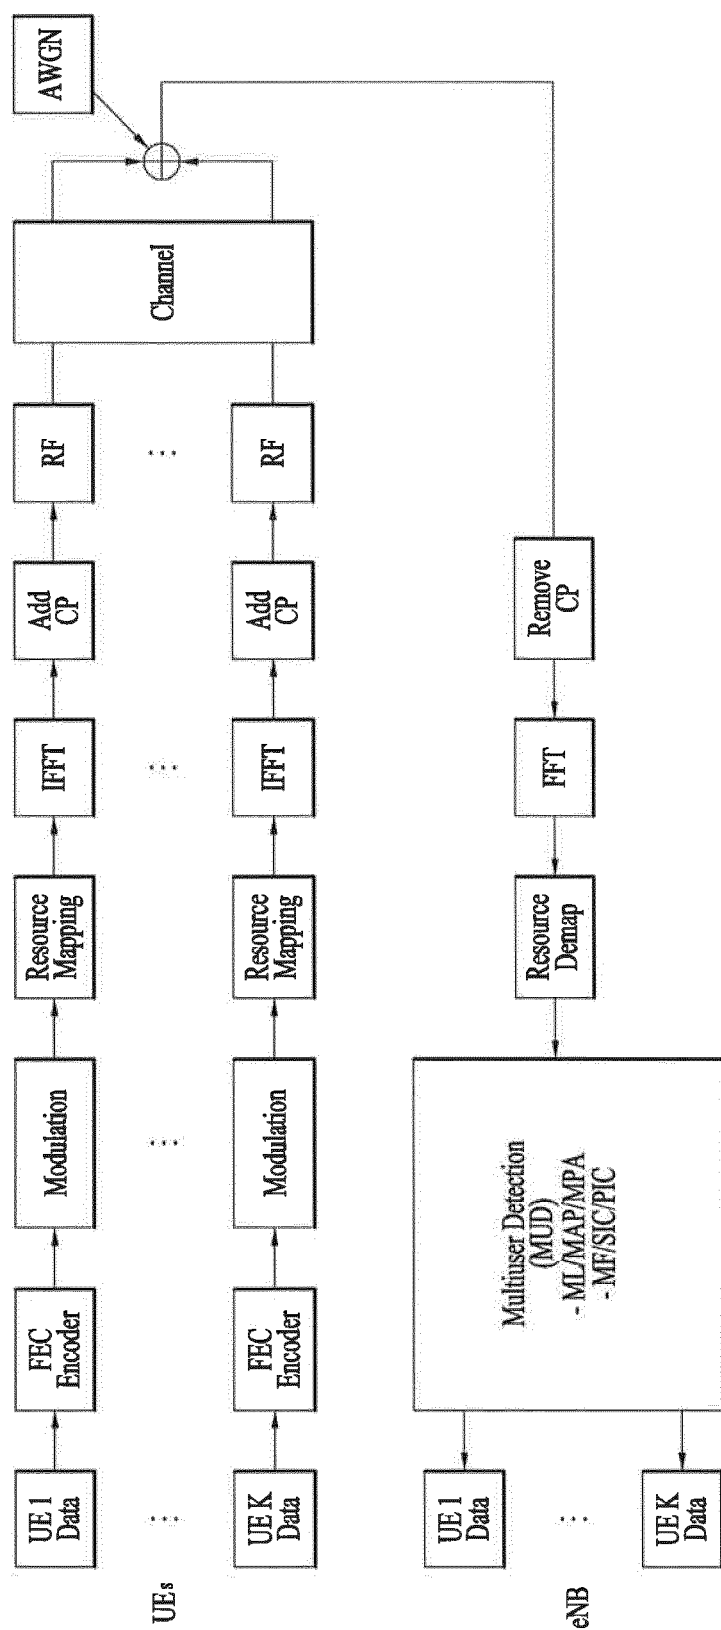 UEs
UE 1
Data
FEC
Encoder
Modulation
Resource
Mapping
IFFT
Add
CP
RF
Channel
AWGN
UE K
Data
FEC
Encoder
Modulation
Resource
Mapping
IFFT
Add
CP
RF
eNB
UE 1
Data
UE K
Data
Multiuser Detection
(MUD)
- ML/MAP/MPA
- MF/SIC/PIC
Resource
Demap
FFT
Remove
CP